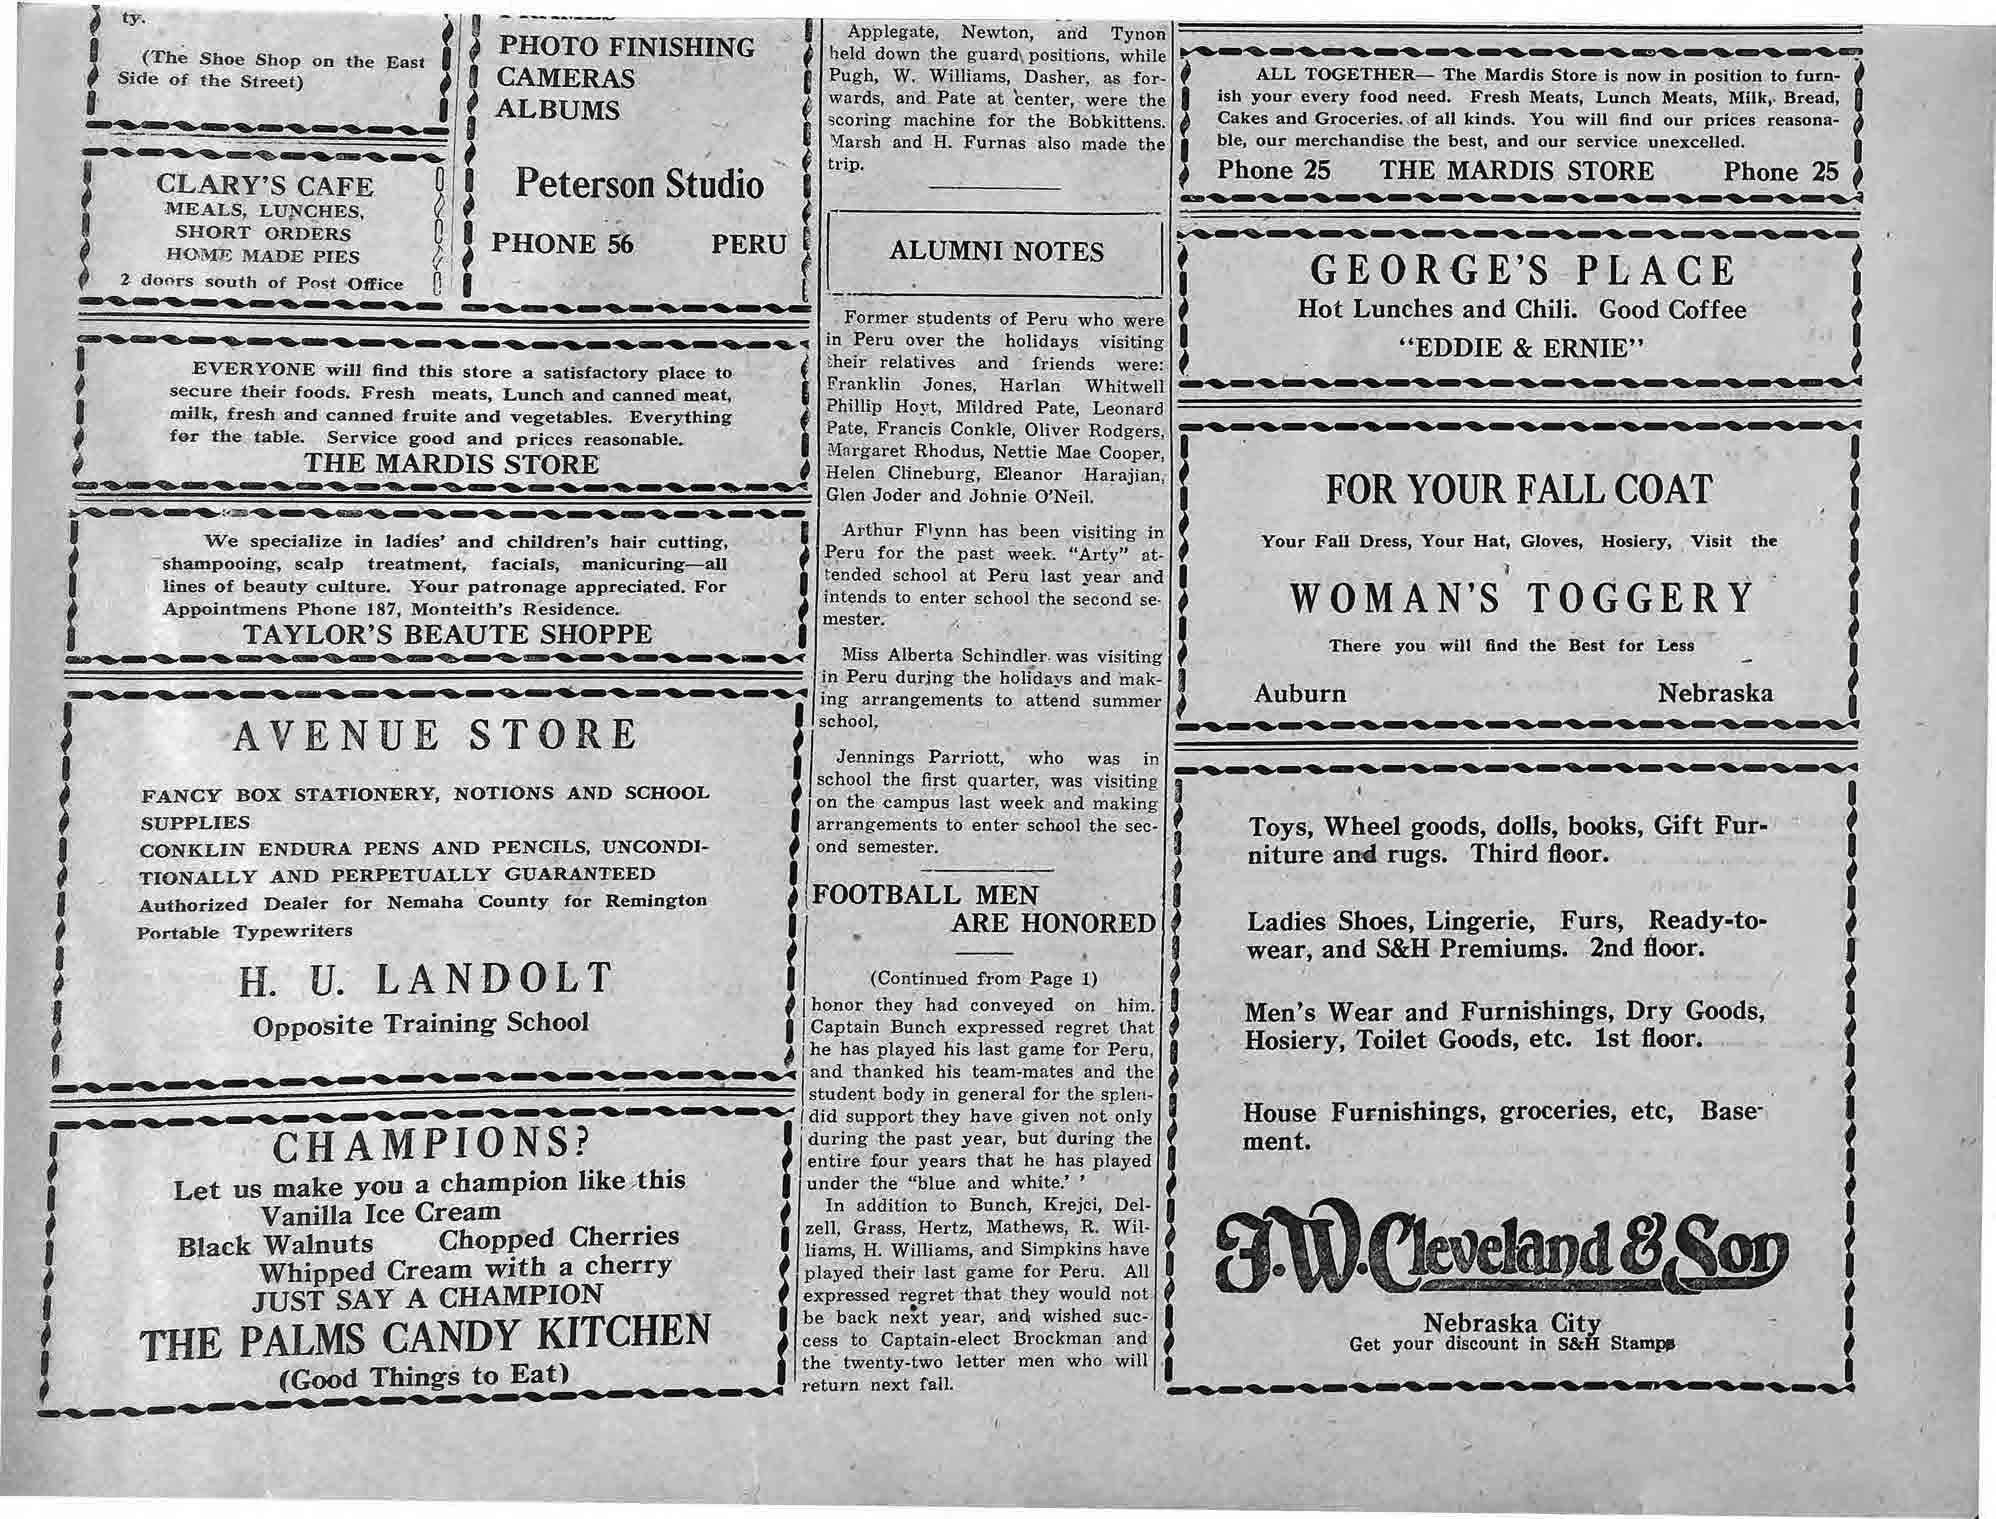 ty.
(The Shoe Shop on the East
Side of the Street)
CLARY'S CAFE
MEALS, LUNCHES,
SHORT ORDERS
HOME MADE PIES
2 doors south of Post Office
PHOTO FINISHING
CAMERAS
ALBUMS
Peterson Studio
PHONE 56 PERU
EVERYONE will find this store a satisfactory place to
secure their foods. Fresh meats, Lunch and canned meat,
milk, fresh and canned fruite and vegetables. Everything
for the table. Service good and prices reasonable.
THE MARDIS STORE
We specialize in ladies' and children's hair cutting,
shampooing, scalp treatment, facials, manicuring—all
lines of beauty culture. Your patronage appreciated. For
Appointmens Phone 187, Monteith's Residence.
TAYLOR'S BEAUTE SHOPPE
AVENUE STORE
FANCY BOX STATIONERY, NOTIONS AND SCHOOL
SUPPLIES
CONKLIN ENDURA PENS AND PENCILS, UNCONDI-
TIONALLY AND PERPETUALLY GUARANTEED
Authorized Dealer for Nemaha County for Remington
Portable Typewriters
H. U. LANDOLT
Opposite Training School
CHAMPIONS?
Let us make you a champion like this
Vanilla Ice Cream
Black Walnuts Chopped Cherries
Whipped Cream with a cherry
JUST SAY A CHAMPION
THE PALMS CANDY KITCHEN
(Good Things to Eat)
Applegate, Newton, and Tynon
held down the guard positions, while
Pugh, W. Williams, Dasher, as for-
wards, and Pate at center, were the
scoring machine for the Bobkittens.
Marsh and H. Furnas also made the
trip.
ALUMNI NOTES
Former students of Peru who were
in Peru over the holidays visiting
their relatives and friends were:
Franklin Jones, Harlan Whitwell
Phillip Hoyt, Mildred Pate, Leonard
Pate, Francis Conkle, Oliver Rodgers,
Margaret Rhodus, Nettie Mae Cooper,
Helen Clineburg, Eleanor Harajian,
Glen Joder and Johnie O'Neil.
Arthur Flynn has been visiting in
Peru for the past week. "Arty" at-
tended school at Peru last year and
intends to enter school the second se-
mester.
Miss Alberta Schindler was visiting
in Peru during the holidays and mak-
ing arrangements to attend summer
school,
Jennings Parriott, who was in
school the first quarter, was visiting
on the campus last week and making
arrangements to enter school the sec-
ond semester.
FOOTBALL MEN
ARE HONORED
(Continued from Page 1)
honor they had conveyed on him.
Captain Bunch expressed regret that
he has played his last game for Peru,
and thanked his team-mates and the
student body in general for the splen-
did support they have given not only
during the past year, but during the
entire four years that he has played
under the "blue and white.' '
In addition to Bunch, Krejci, Del-
zell, Grass, Hertz, Mathews, R. Wil-
liams, H. Williams, and Simpkins have
played their last game for Peru. All
expressed regret that they would not
be back next year, and wished suc-
cess to Captain-elect Brockman and
the twenty-two letter men who will
return next fall.
ALL TOGETHER— The Mardis Store is now in position to furn-
ish your every food need. Fresh Meats, Lunch Meats, Milk, Bread,
Cakes and Groceries. of all kinds. You will find our prices reasona-
ble, our merchandise the best, and our service unexcelled.
Phone 25 THE MARDIS STORE Phone 25
GEORGE'S PLACE
Hot Lunches and Chili. Good Coffee
"EDDIE & ERNIE"
FOR YOUR FALL COAT
Your Fall Dress, Your Hat, Gloves, Hosiery, Visit the
WOMAN'S TOGGERY
There you will find the Best for Less
Auburn Nebraska
Toys, Wheel goods, dolls, books, Gift Fur-
niture and rugs. Third floor.
Ladies Shoes, Lingerie, Furs, Ready-to-
wear, and S&H Premiums. 2nd floor.
Men's Wear and Furnishings, Dry Goods,
Hosiery, Toilet Goods, etc. 1st floor.
House Furnishings, groceries, etc, Base-
ment.
F.W. Cleveland & Son
Nebraska City
Get your discount in S&H Stamps